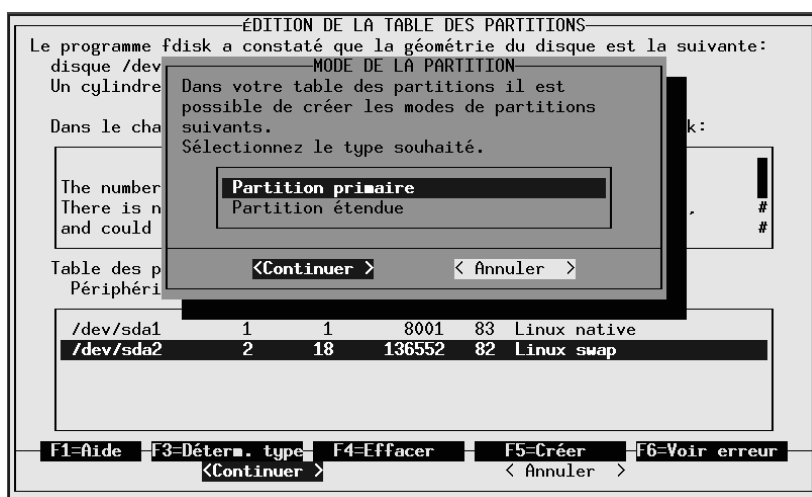 ÉDITION DE LA TABLE DES PARTITIONS
Le programme fdisk a constaté que la géométrie du disque est la suivante:
disque /dev
MODE DE LA PARTITION
Un cylindre
Dans votre table des partitions il est
possible de créer les modes de partitions
Dans le cha
suivants.
k:
Sélectionnez le type souhaité.
The number
Partition primaire
There is n
Partition étendue
, #
and could
#
Table des p
<Continuer > < Annuler >
Périphéri
/dev/sda1 1 1 8001 83 Linux native
/dev/sda2 2 18 136552 82 Linux swap
F1=Aide F3=Déterm. type F4=Effacer F5=Créer F6=Voir erreur
<Continuer > < Annuler >